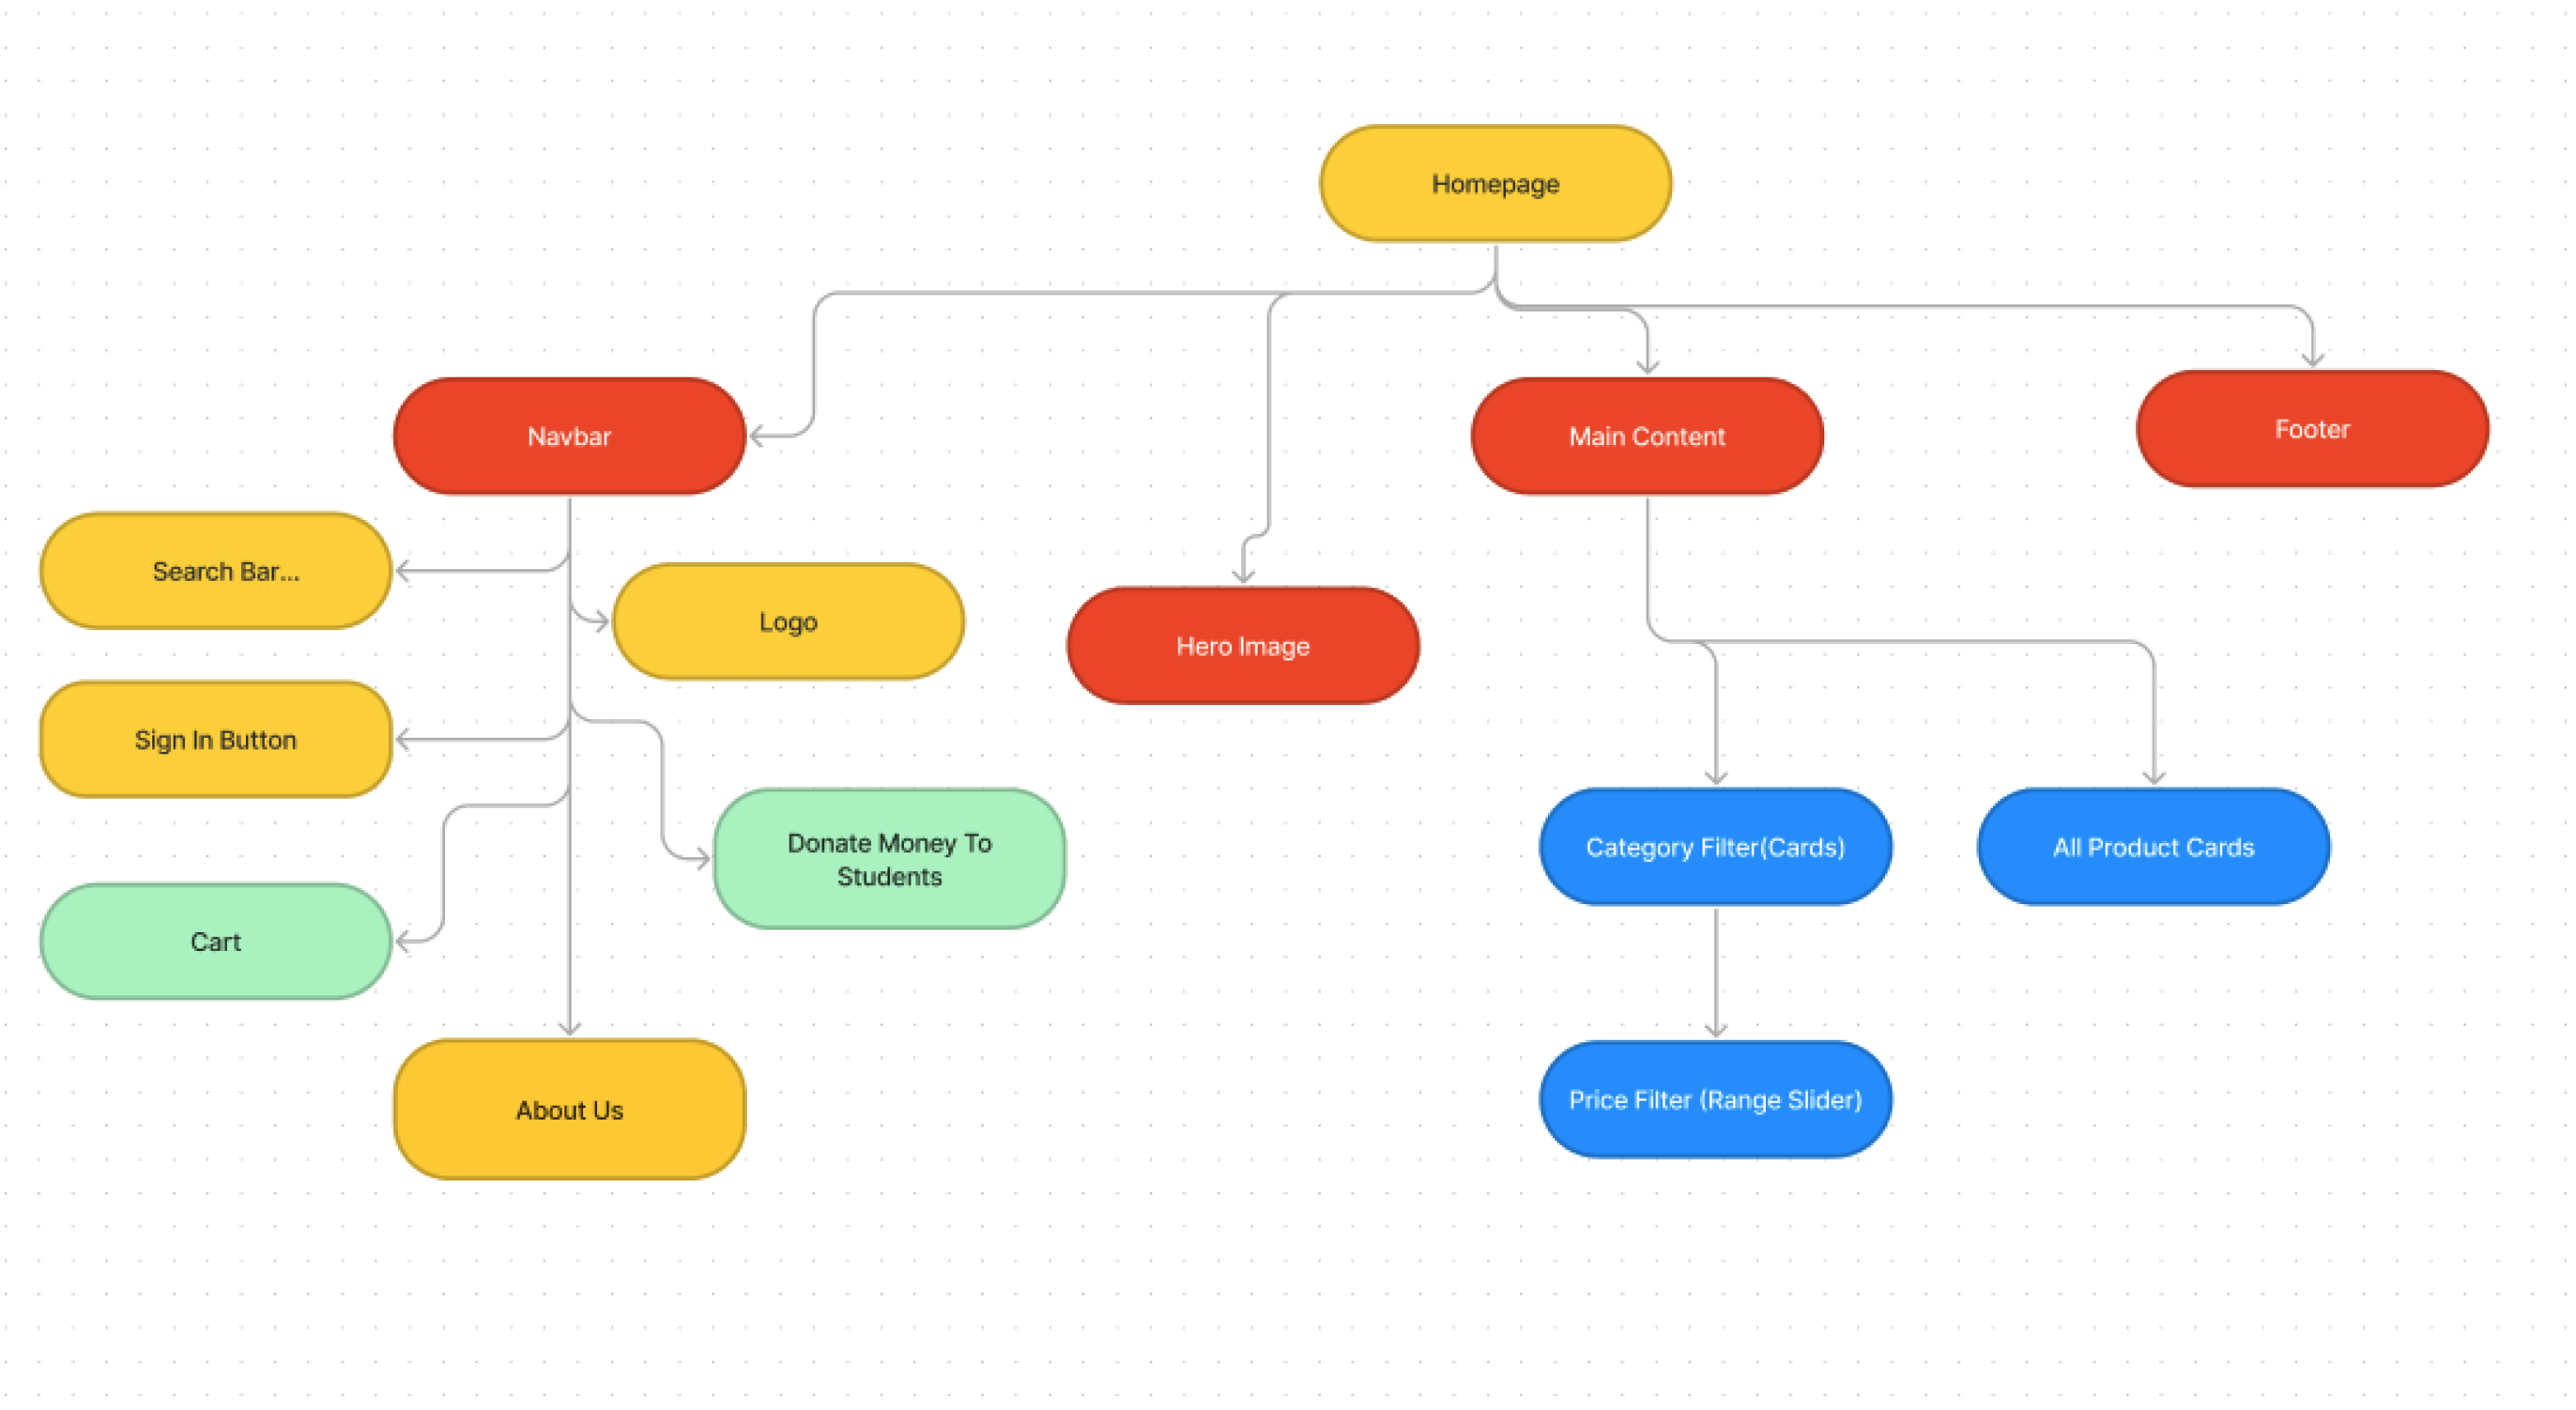 Homepage
Navbar
Main Content
Footer
Search Bar...
Logo
Hero Image
Sign In Button
Donate Money To
Students
Category Filter(Cards)
All Product Cards
Cart
About Us
Price Filter (Range Slider)